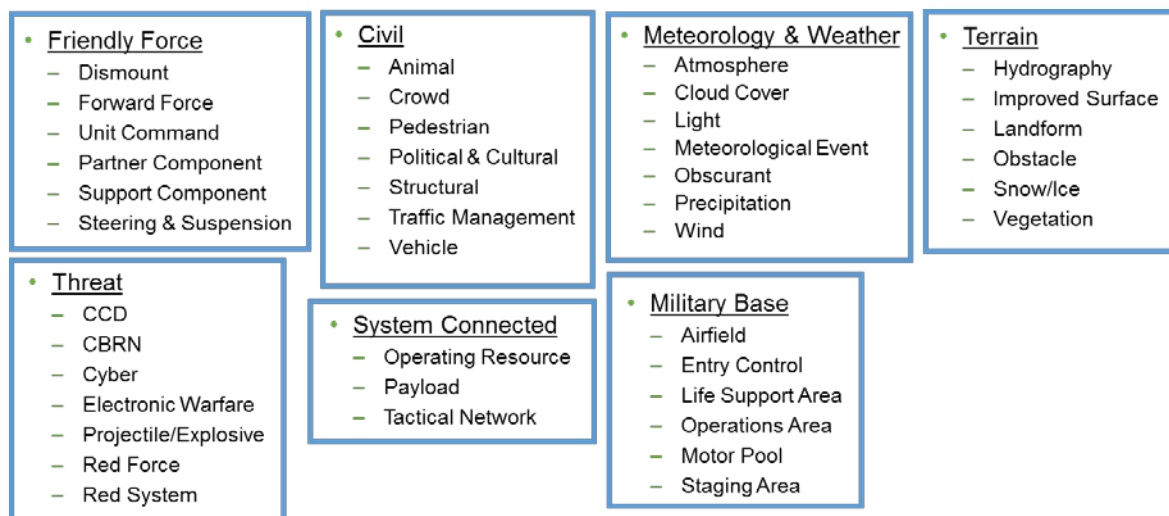 • Friendly Force
– Dismount
– Forward Force
– Unit Command
– Partner Component
– Support Component
– Steering & Suspension
• Civil
– Animal
– Crowd
– Pedestrian
– Political & Cultural
– Structural
– Traffic Management
– Vehicle
• Meteorology & Weather
– Atmosphere
– Cloud Cover
– Light
– Meteorological Event
– Obscurant
– Precipitation
– Wind
• Terrain
– Hydrography
– Improved Surface
– Landform
– Obstacle
– Snow/Ice
– Vegetation
• Threat
– CCD
– CBRN
– Cyber
– Electronic Warfare
– Projectile/Explosive
– Red Force
– Red System
• System Connected
– Operating Resource
– Payload
– Tactical Network
• Military Base
– Airfield
– Entry Control
– Life Support Area
– Operations Area
– Motor Pool
– Staging Area